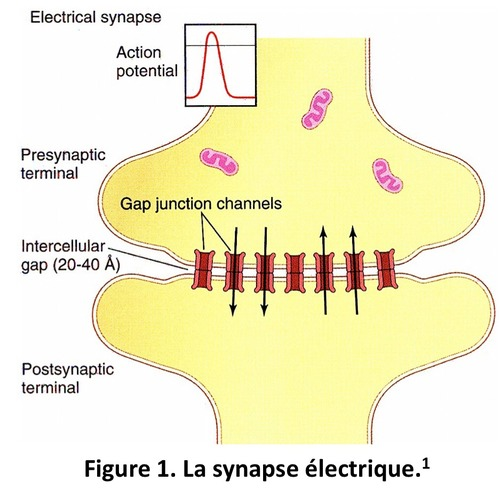 Electrical synapse
Action
potential
Presynaptic
terminal
Gap junction channels
Intercellular
gap (20-40 Å)
Postsynaptic
terminal
Figure 1. La synapse électrique.¹